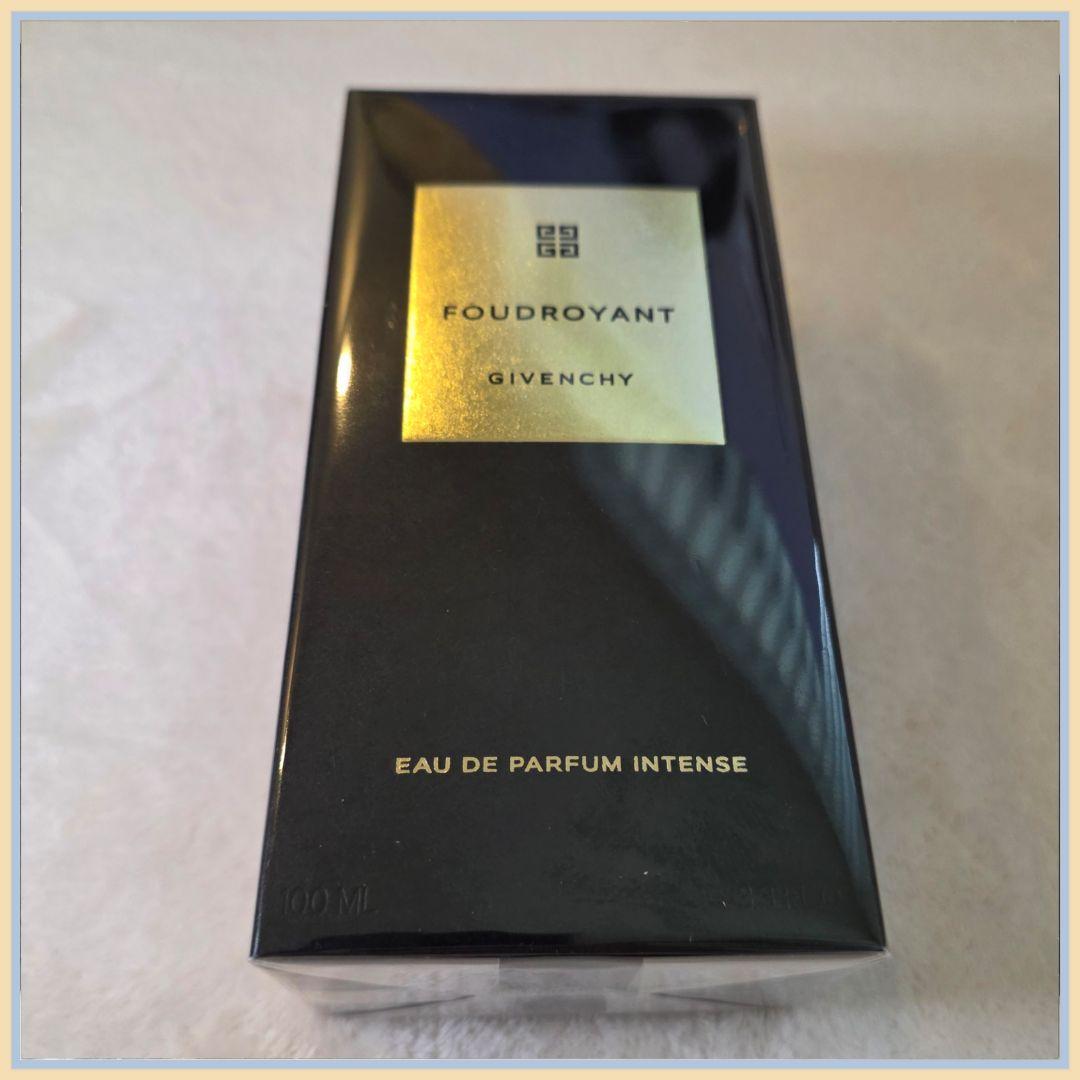 FOUDROYANT
GIVENCHY
EAU DE PARFUM INTENSE
100 ML